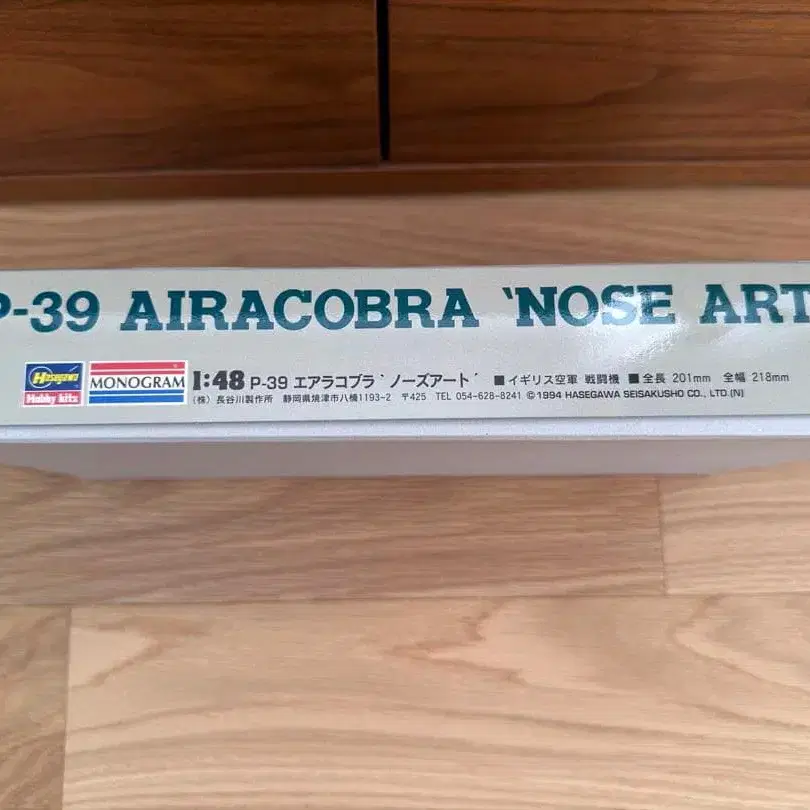 P-39 AIRACOBRA 'NOSE ART
Hasegawa
Hobby kits
MONOGRAM
1:48 P-39 エアラコブラ 'ノーズアート' ■イギリス空軍 戦闘機 ■全長 201mm 全幅 218mm
(株)長谷川製作所 静岡県焼津市八楠1193-2 〒425 TEL 054-628-8241 ©1994 HASEGAWA SEISAKUSHO CO., LTD.(N)